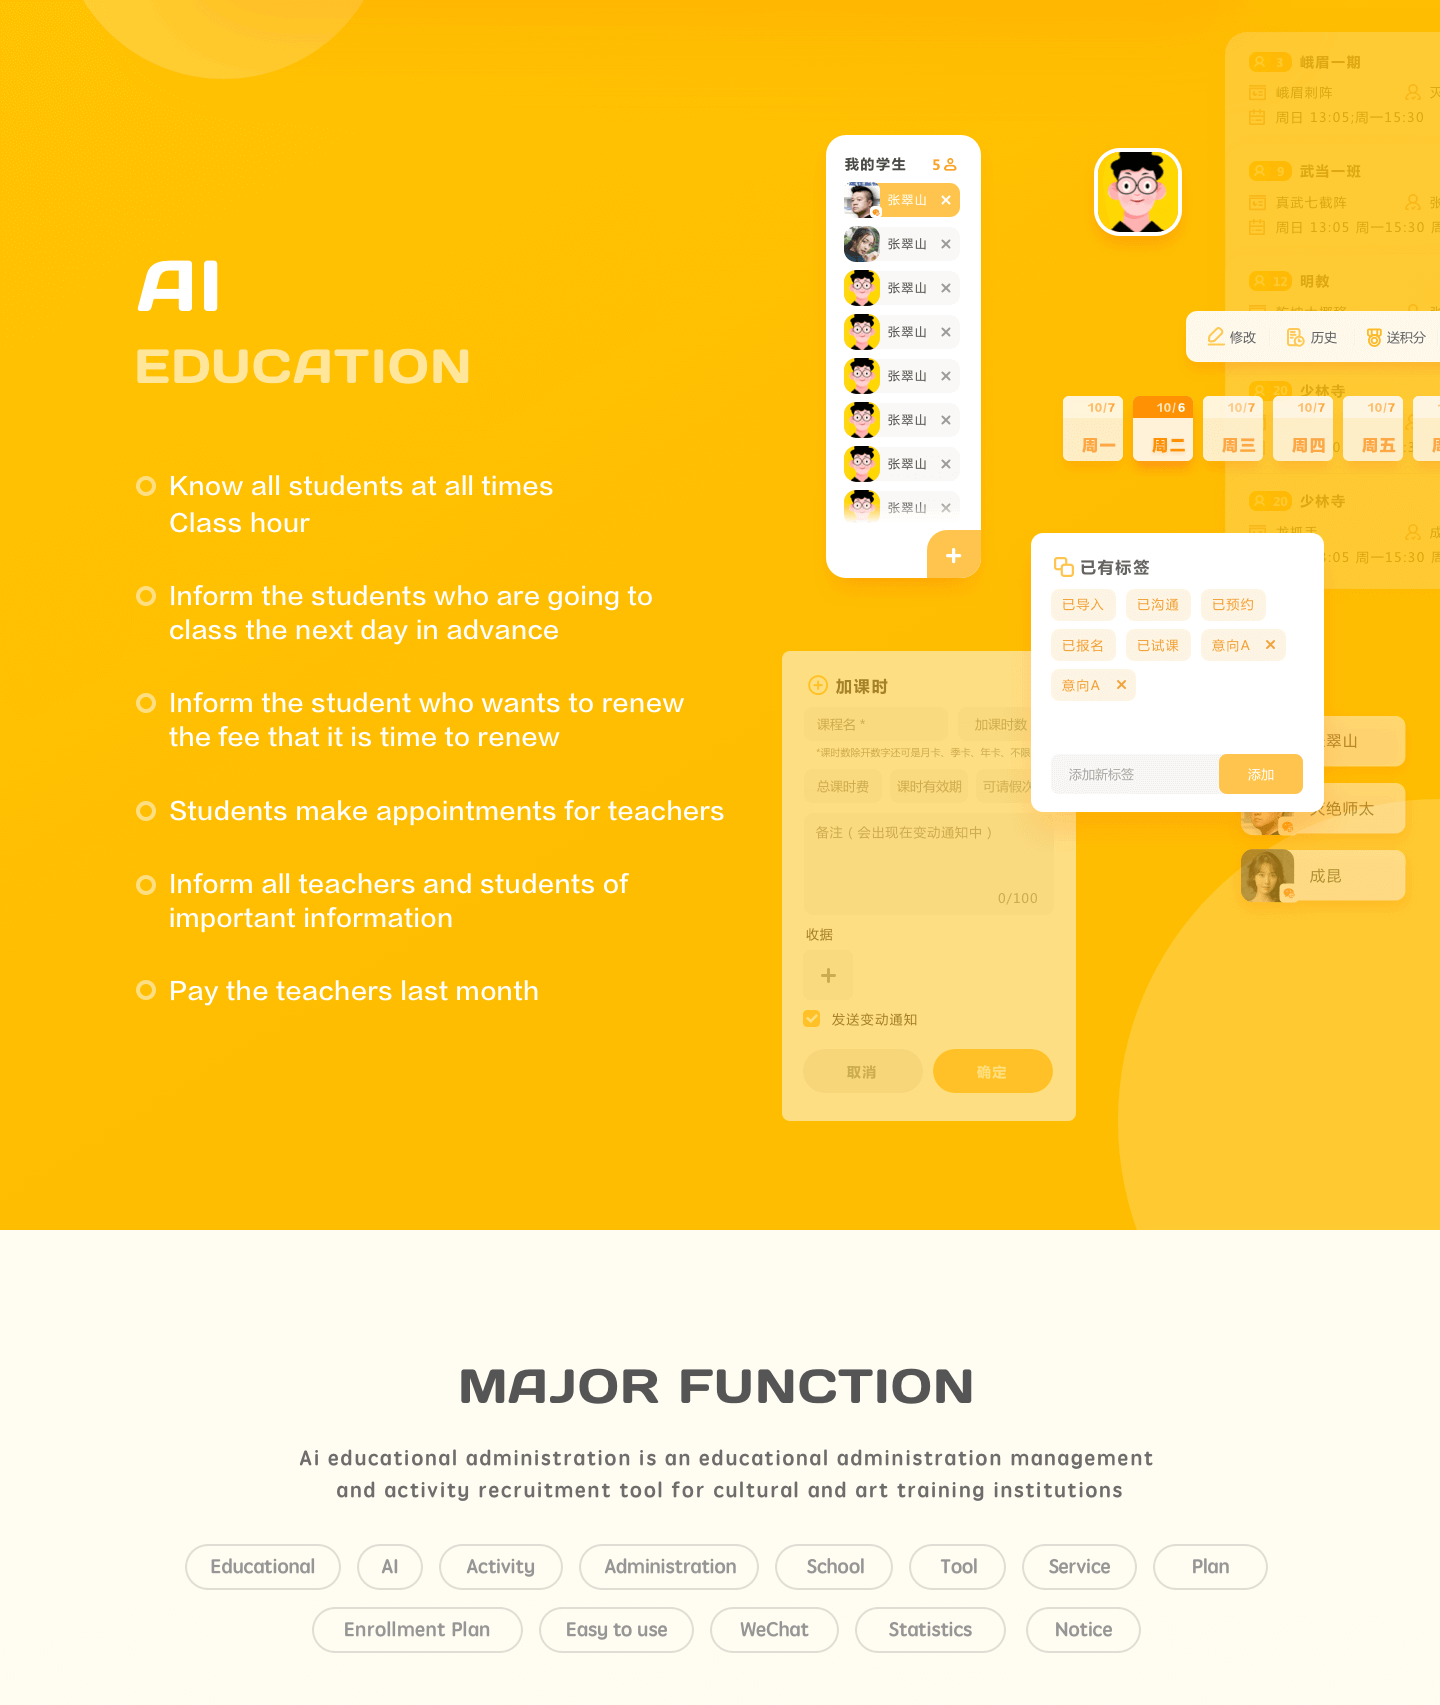 AI
EDUCATION
Know all students at all times
Class hour
Inform the students who are going to
class the next day in advance
Inform the student who wants to renew
the fee that it is time to renew
Students make appointments for teachers
Inform all teachers and students of
important information
Pay the teachers last month
我的学生 5
张翠山
张翠山
张翠山
张翠山
张翠山
张翠山
张翠山
张翠山
3 峨眉一期
峨眉剌阵
周日 13:05;周一15:30
9 武当一班
真武七截阵
周日 13:05 周一15:30
12 明教
修改 历史 送积分
20 少林寺
10/7 10/6 10/7 10/7 10/7
周一 周二 周三 周四 周五
20 少林寺
周一15:30
已有标签
已导入 已沟通 已预约
已报名 已试课 意向A
意向A
添加新标签 添加
加课时
课程名 * 加课时数
*课时数除开数字还可是月卡、季卡、年卡、不限
总课时费 课时有效期 可请假
备注 ( 会出现在变动通知中 )
0/100
收据
发送变动通知
取消 确定
翠山
灭绝师太
成昆
MAJOR FUNCTION
Ai educational administration is an educational administration management
and activity recruitment tool for cultural and art training institutions
Educational AI Activity Administration School Tool Service Plan
Enrollment Plan Easy to use WeChat Statistics Notice